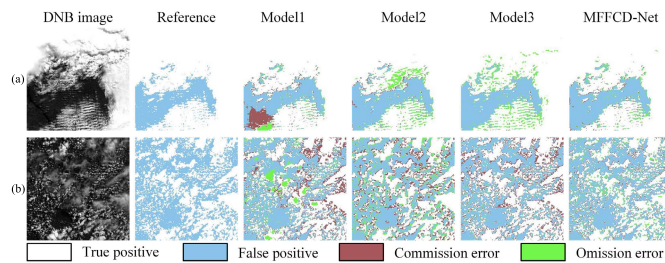 DNB image Reference Model1 Model2 Model3 MFFCD-Net
(a)
(b)
True positive False positive Commission error Omission error